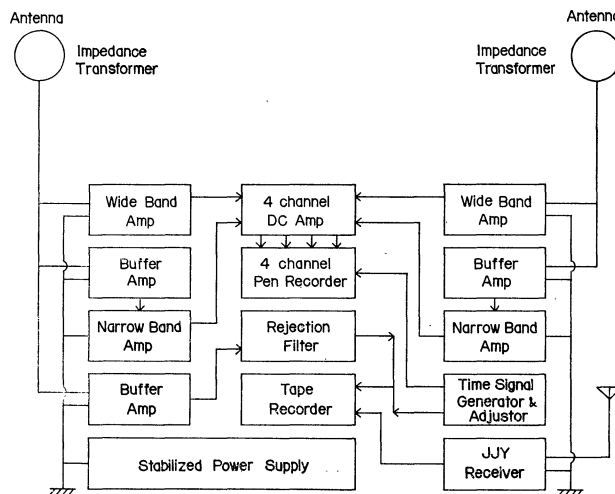 Antenna
Impedance
Transformer
Antenna
Impedance
Transformer
Wide Band
Amp
4 channel
DC Amp
Wide Band
Amp
Buffer
Amp
4 channel
Pen Recorder
Buffer
Amp
Narrow Band
Amp
Rejection
Filter
Narrow Band
Amp
Buffer
Amp
Tape
Recorder
Time Signal
Generator &
Adjustor
Stabilized Power Supply
JJY
Receiver